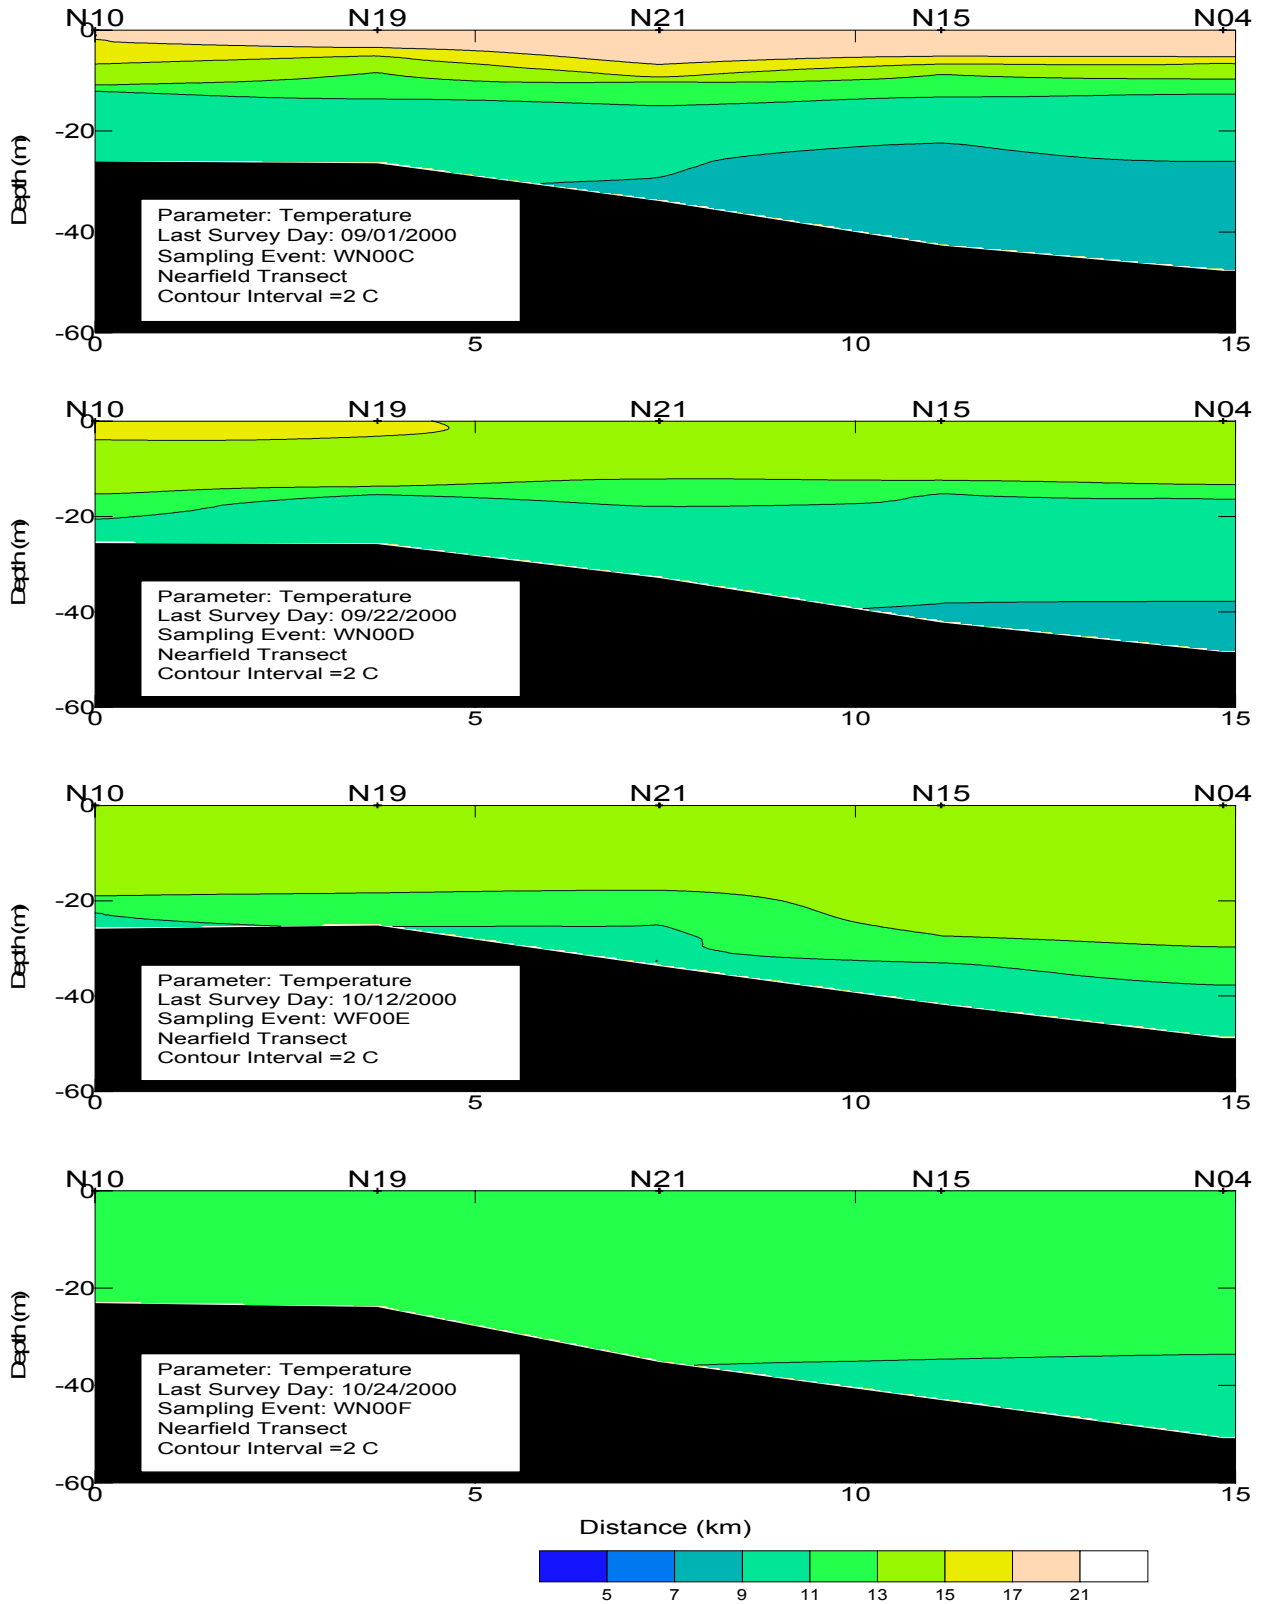 N10 N19 N21 N15 N04
0
-20
-40
-60
Depth (m)
Parameter: Temperature
Last Survey Day: 09/01/2000
Sampling Event: WN00C
Nearfield Transect
Contour Interval =2 C
0 5 10 15
N10 N19 N21 N15 N04
0
-20
-40
-60
Depth (m)
Parameter: Temperature
Last Survey Day: 09/22/2000
Sampling Event: WN00D
Nearfield Transect
Contour Interval =2 C
0 5 10 15
N10 N19 N21 N15 N04
0
-20
-40
-60
Depth (m)
Parameter: Temperature
Last Survey Day: 10/12/2000
Sampling Event: WF00E
Nearfield Transect
Contour Interval =2 C
0 5 10 15
N10 N19 N21 N15 N04
0
-20
-40
-60
Depth (m)
Parameter: Temperature
Last Survey Day: 10/24/2000
Sampling Event: WN00F
Nearfield Transect
Contour Interval =2 C
0 5 10 15
Distance (km)
5 7 9 11 13 15 17 21